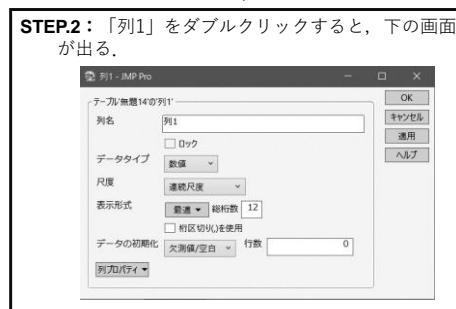 STEP.2：「列1」をダブルクリックすると，下の画面
が出る．
列1 - JMP Pro
テーブル'無題14'の'列1'
OK
列名 列1
キャンセル
ロック
適用
データタイプ 数値
ヘルプ
尺度 連続尺度
表示形式 最適 総桁数 12
桁区切り(,)を使用
データの初期化 欠測値/空白 行数 0
列プロパティ